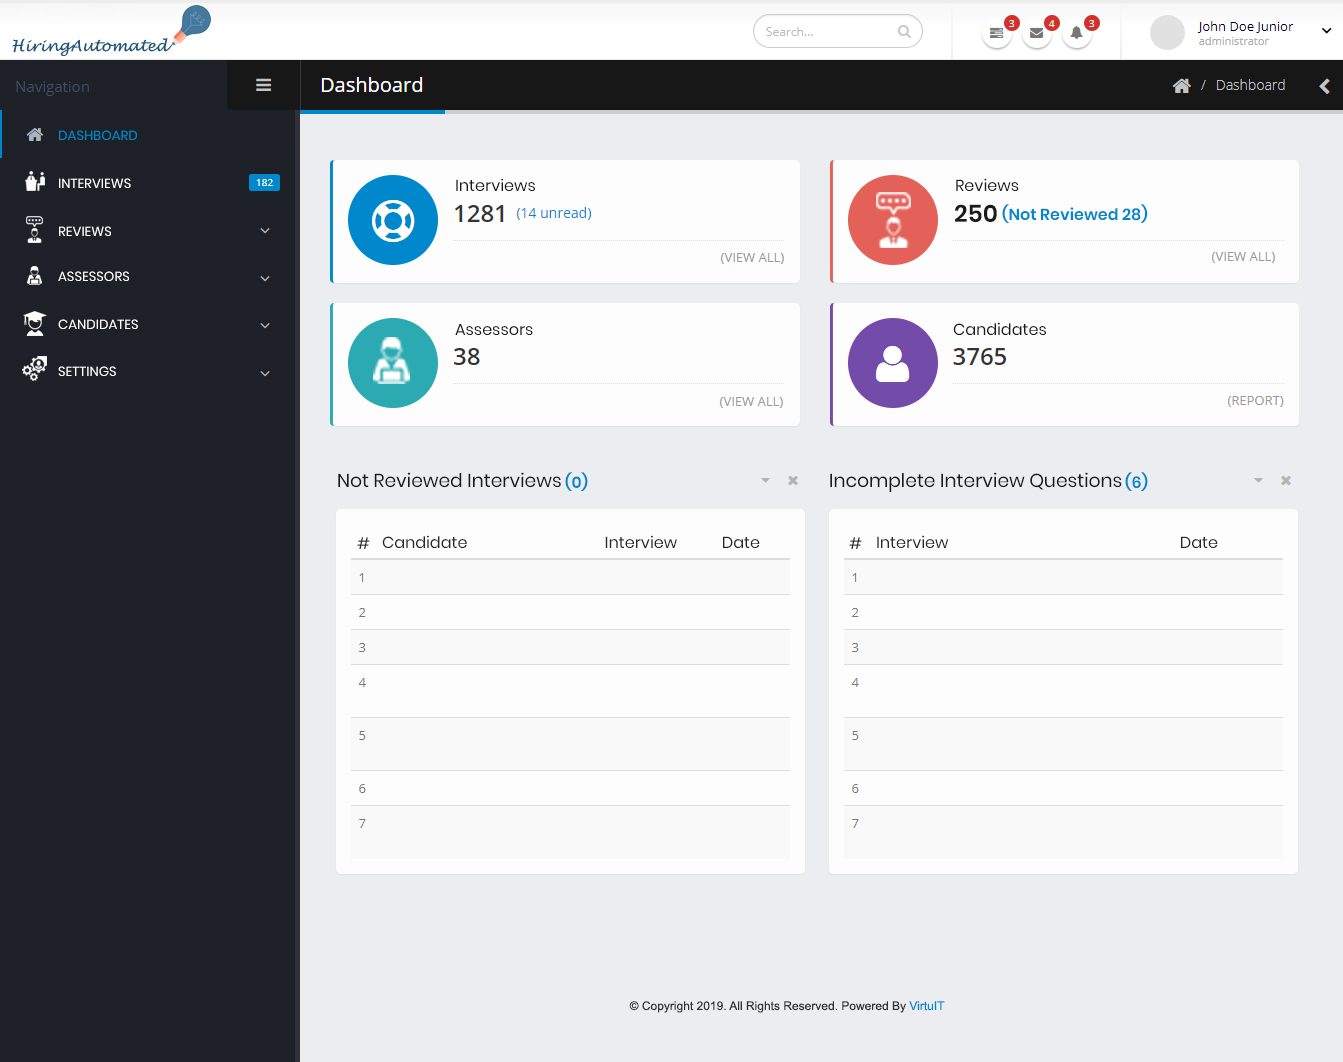 HiringAutomated
Search...
3
4
3
John Doe Junior
administrator
Navigation
Dashboard
/ Dashboard
DASHBOARD
INTERVIEWS
182
REVIEWS
ASSESSORS
CANDIDATES
SETTINGS
Interviews
1281 (14 unread)
(VIEW ALL)
Reviews
250 (Not Reviewed 28)
(VIEW ALL)
Assessors
38
(VIEW ALL)
Candidates
3765
(REPORT)
Not Reviewed Interviews (0)
# Candidate Interview Date
1
2
3
4
5
6
7
Incomplete Interview Questions (6)
# Interview Date
1
2
3
4
5
6
7
© Copyright 2019. All Rights Reserved. Powered By VirtuIT